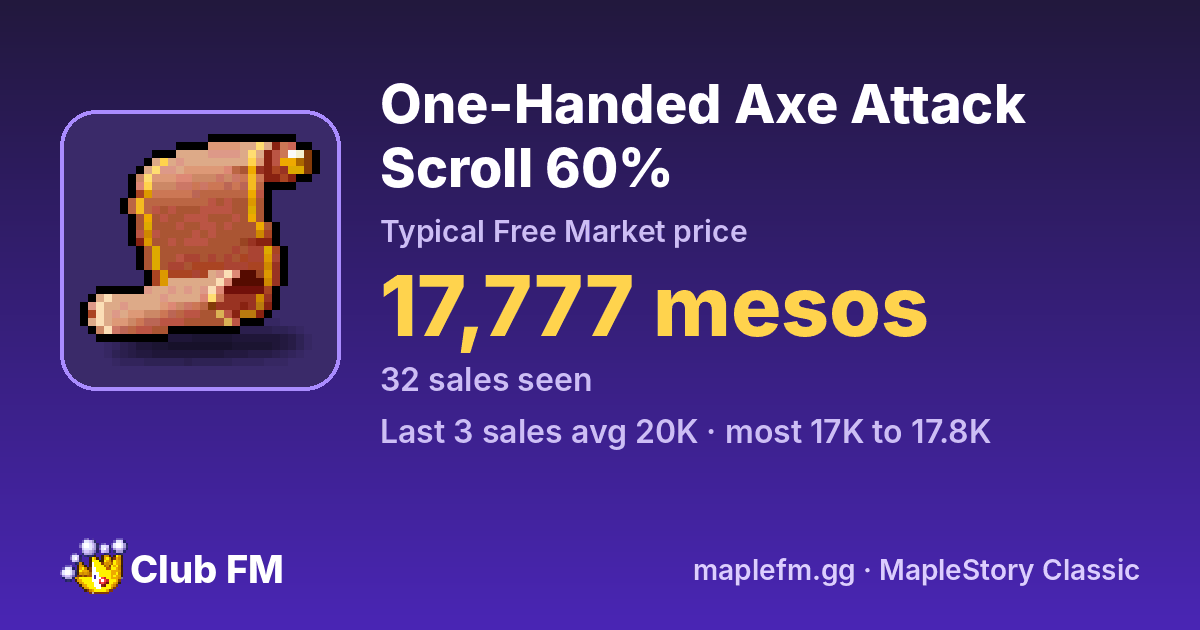 One-Handed Axe Attack
Scroll 60%
Typical Free Market price
17,777 mesos
32 sales seen
Last 3 sales avg 20K · most 17K to 17.8K
Club FM
maplefm.gg · MapleStory Classic